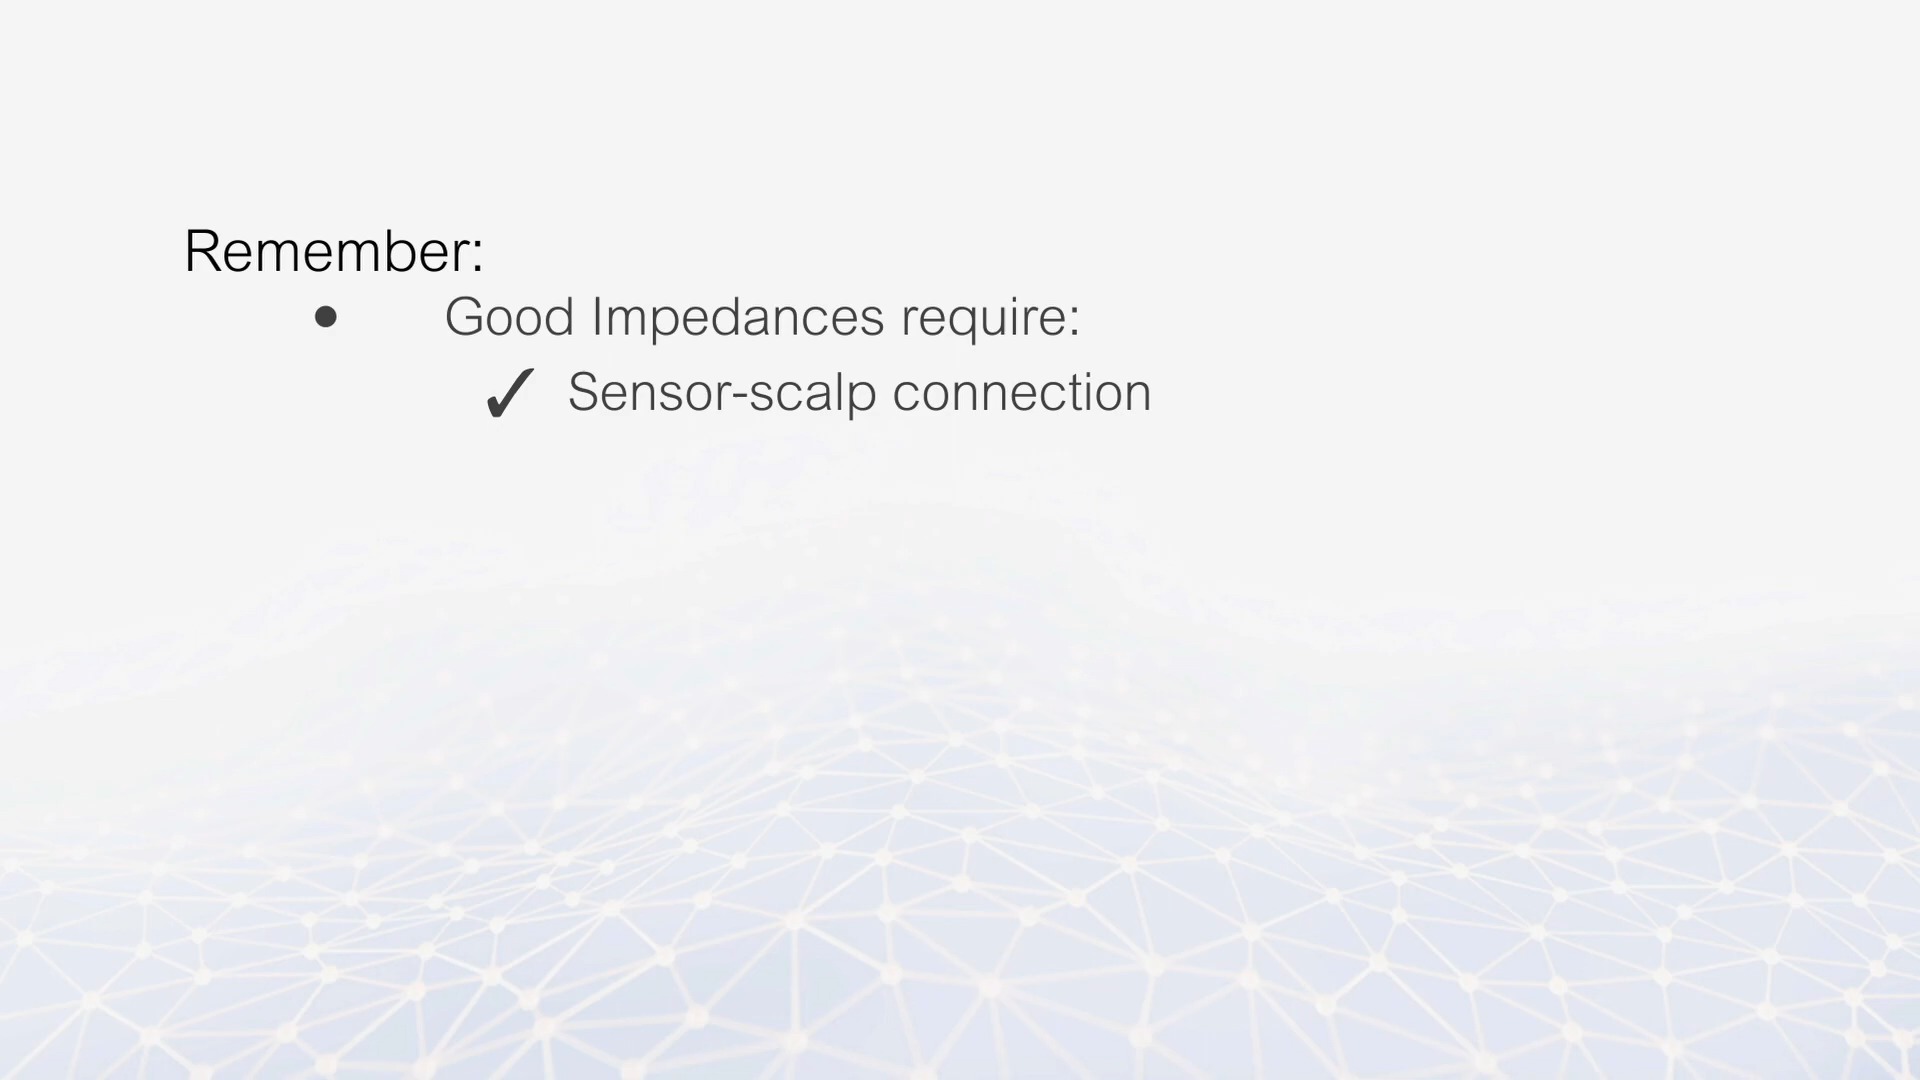 Remember:
• Good Impedances require:
✓ Sensor-scalp connection